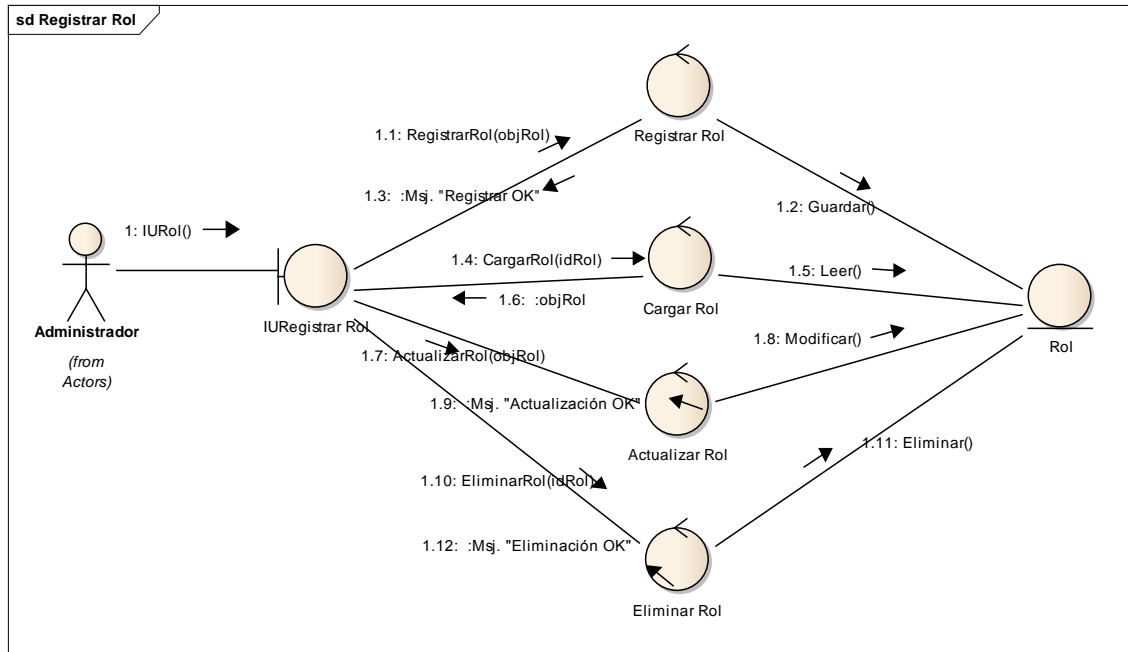 sd Registrar Rol
Registrar Rol
1.1: RegistrarRol(objRol)
1.3: :Msj. "Registrar OK"
1.2: Guardar()
1: IURol()
1.4: CargarRol(idRol)
1.5: Leer()
1.6: :objRol
Cargar Rol
IURegistrar Rol
Administrador
(from
Actors)
Rol
1.7: ActualizarRol(objRol)
1.8: Modificar()
1.9: :Msj. "Actualización OK"
Actualizar Rol
1.11: Eliminar()
1.10: EliminarRol(idRol)
1.12: :Msj. "Eliminación OK"
Eliminar Rol